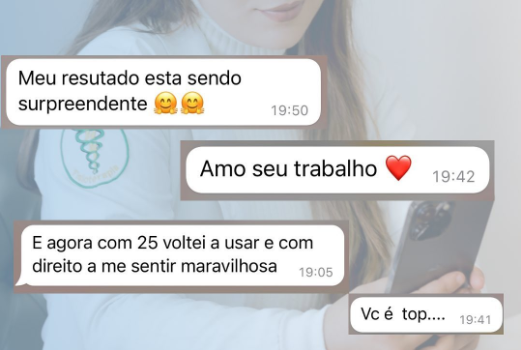 Meu resutado esta sendo
surpreendente 🤗🤗
19:50
Amo seu trabalho ❤️
19:42
E agora com 25 voltei a usar e com
direito a me sentir maravilhosa
19:05
Vc é top....
19:41